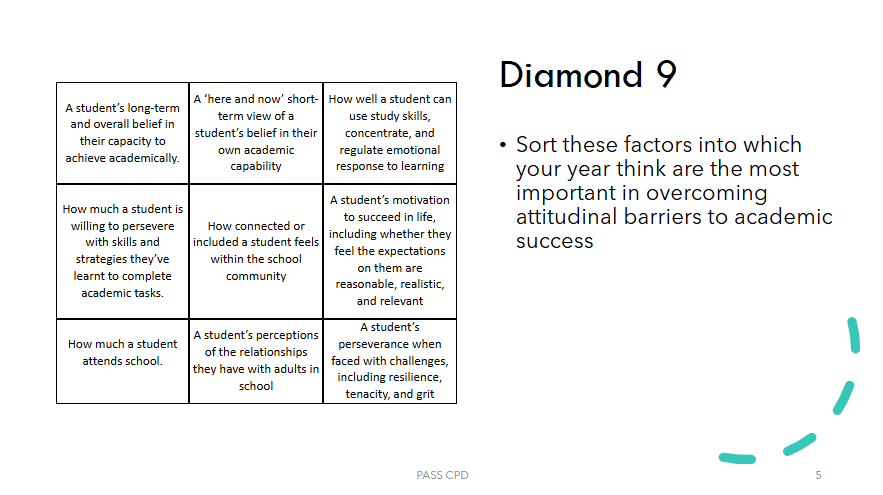 Diamond 9
• Sort these factors into which
your year think are the most
important in overcoming
attitudinal barriers to academic
success
A student’s long-term
and overall belief in
their capacity to
achieve academically.
A ‘here and now’ short-
term view of a
student’s belief in their
own academic
capability
How well a student can
use study skills,
concentrate, and
regulate emotional
response to learning
How much a student is
willing to persevere
with skills and
strategies they’ve
learnt to complete
academic tasks.
How connected or
included a student feels
within the school
community
A student’s motivation
to succeed in life,
including whether they
feel the expectations
on them are
reasonable, realistic,
and relevant
How much a student
attends school.
A student’s perceptions
of the relationships
they have with adults in
school
A student’s
perseverance when
faced with challenges,
including resilience,
tenacity, and grit
PASS CPD
5